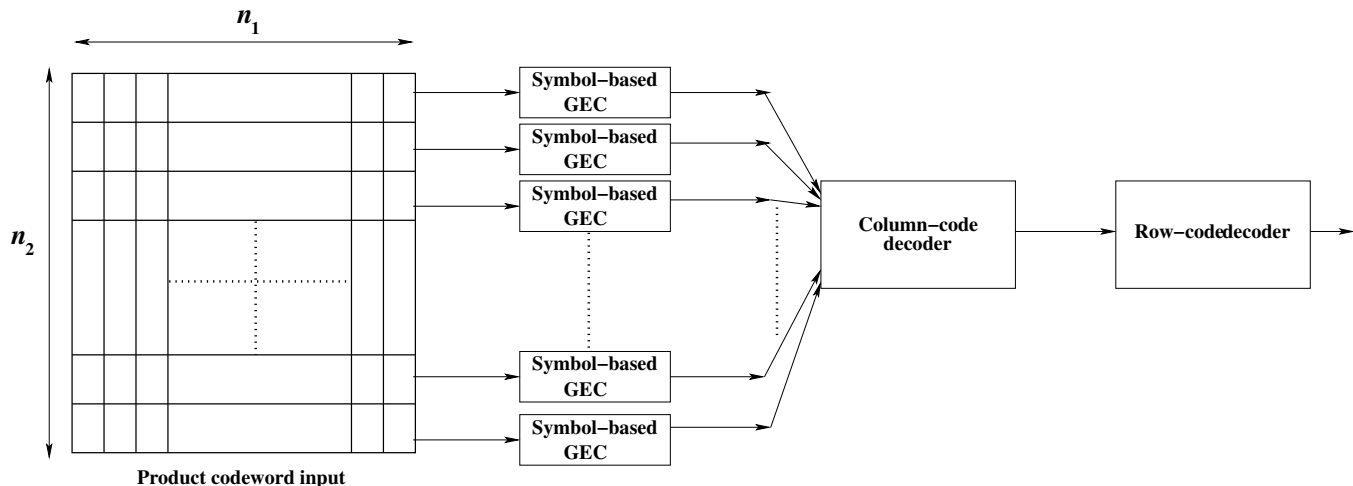 n1
n2
Symbol−based
GEC
Symbol−based
GEC
Symbol−based
GEC
Symbol−based
GEC
Symbol−based
GEC
Column−code
decoder
Row−codedecoder
Product codeword input